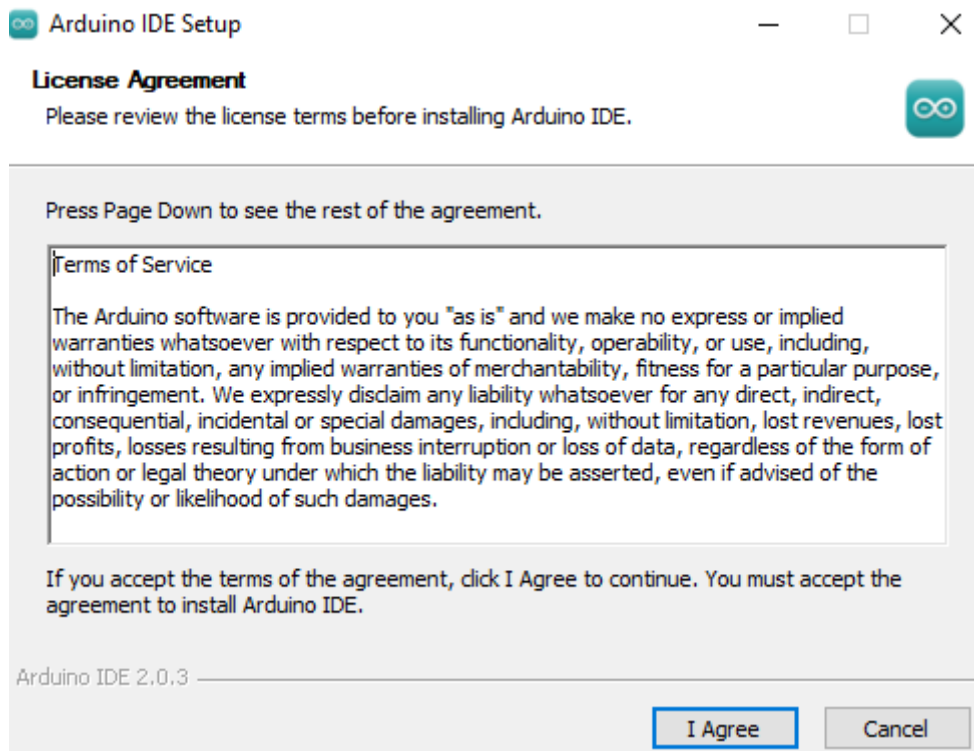 Arduino IDE Setup
License Agreement
Please review the license terms before installing Arduino IDE.
Press Page Down to see the rest of the agreement.
Terms of Service
The Arduino software is provided to you "as is" and we make no express or implied
warranties whatsoever with respect to its functionality, operability, or use, including,
without limitation, any implied warranties of merchantability, fitness for a particular purpose,
or infringement. We expressly disclaim any liability whatsoever for any direct, indirect,
consequential, incidental or special damages, including, without limitation, lost revenues, lost
profits, losses resulting from business interruption or loss of data, regardless of the form of
action or legal theory under which the liability may be asserted, even if advised of the
possibility or likelihood of such damages.
If you accept the terms of the agreement, click I Agree to continue. You must accept the
agreement to install Arduino IDE.
Arduino IDE 2.0.3
I Agree Cancel